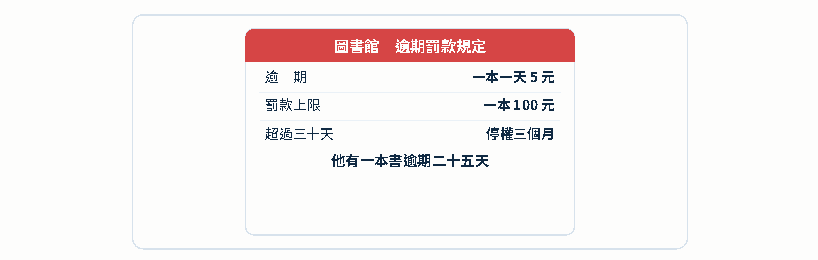 圖書館　逾期罰款規定
逾　期　一本一天 5 元
罰款上限　一本 100 元
超過三十天　停權三個月
他有一本書逾期二十五天